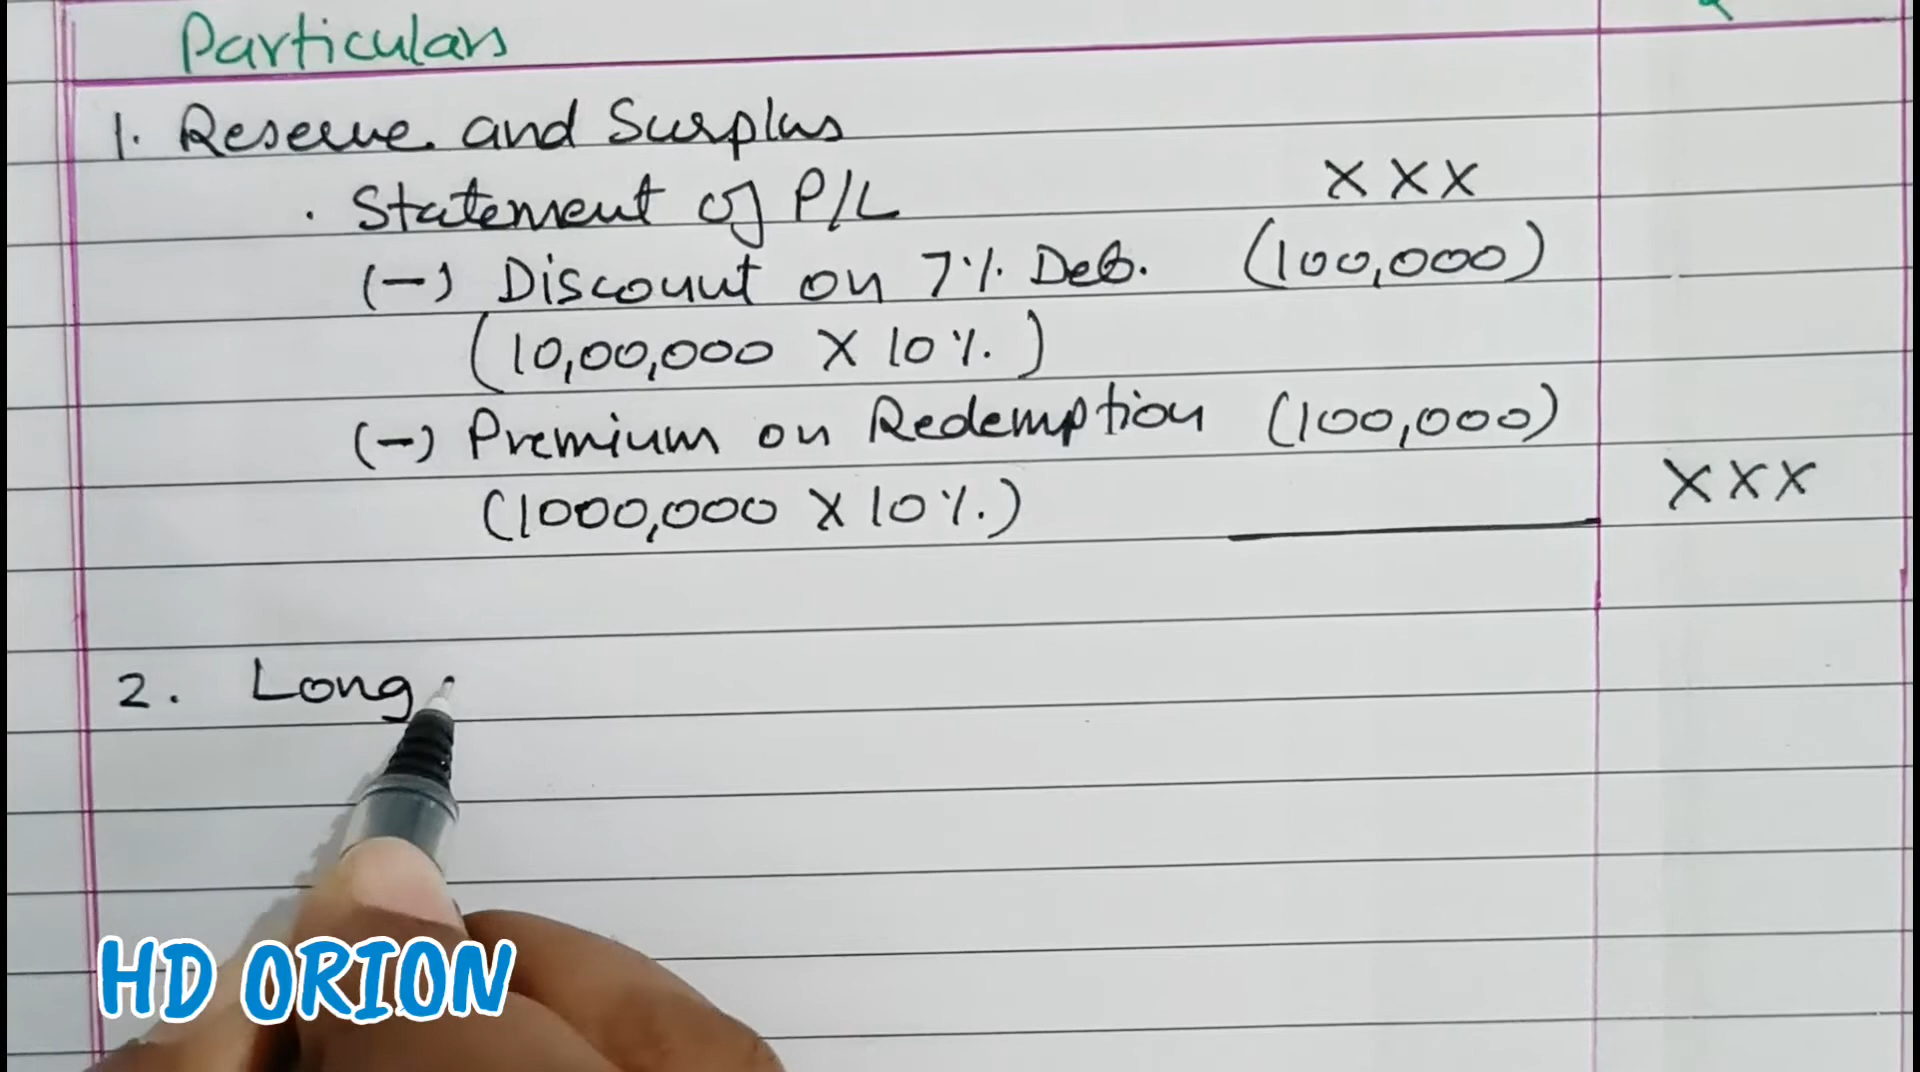 Particulars
1. Reserve and Surplus
. Statement of P/L XXX
(-) Discount on 7% Deb. (100,000)
(10,00,000 X 10%.)
(-) Premium on Redemption (100,000)
(1000,000 X 10%.) XXX
2. Long
HD ORION